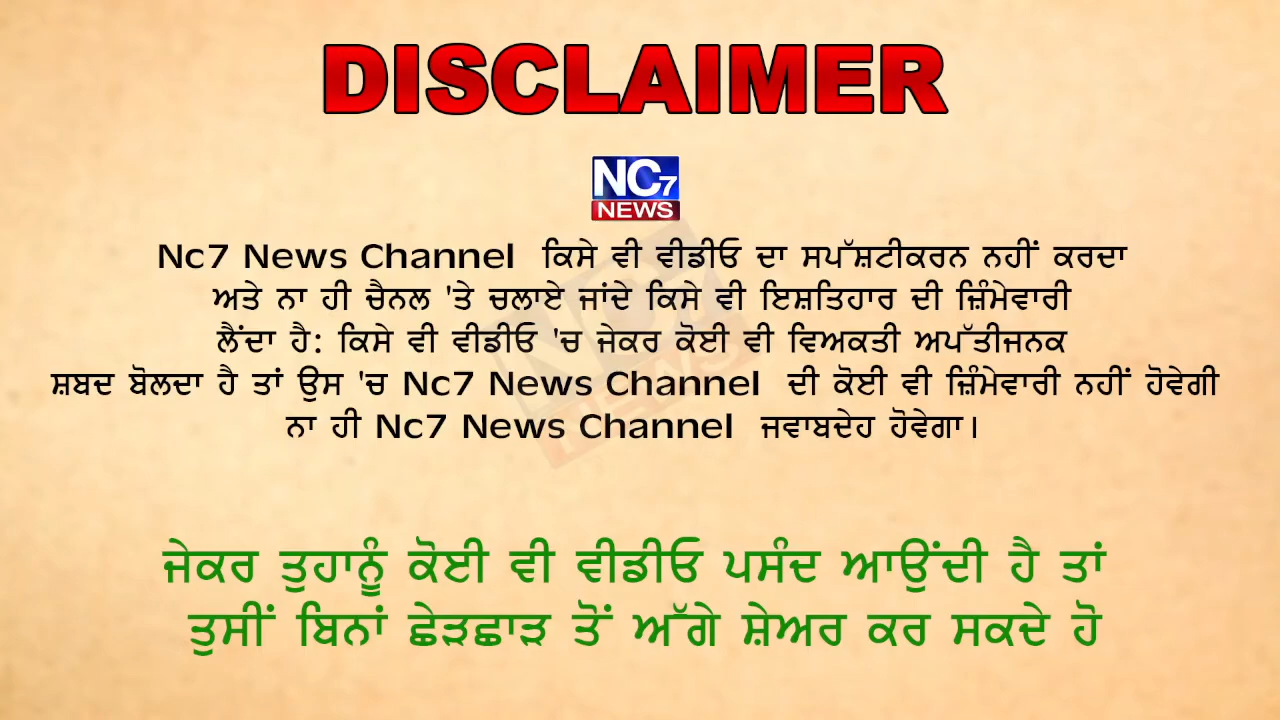 DISCLAIMER
NC7
NEWS
Nc7 News Channel ਕਿਸੇ ਵੀ ਵੀਡੀਓ ਦਾ ਸਪੱਸ਼ਟੀਕਰਨ ਨਹੀਂ ਕਰਦਾ
ਅਤੇ ਨਾ ਹੀ ਚੈਨਲ 'ਤੇ ਚਲਾਏ ਜਾਂਦੇ ਕਿਸੇ ਵੀ ਇਸ਼ਤਿਹਾਰ ਦੀ ਜ਼ਿੰਮੇਵਾਰੀ
ਲੈਂਦਾ ਹੈ: ਕਿਸੇ ਵੀ ਵੀਡੀਓ 'ਚ ਜੇਕਰ ਕੋਈ ਵੀ ਵਿਅਕਤੀ ਅਪੱਤੀਜਨਕ
ਸ਼ਬਦ ਬੋਲਦਾ ਹੈ ਤਾਂ ਉਸ 'ਚ Nc7 News Channel ਦੀ ਕੋਈ ਵੀ ਜ਼ਿੰਮੇਵਾਰੀ ਨਹੀਂ ਹੋਵੇਗੀ
ਨਾ ਹੀ Nc7 News Channel ਜਵਾਬਦੇਹ ਹੋਵੇਗਾ।
ਜੇਕਰ ਤੁਹਾਨੂੰ ਕੋਈ ਵੀ ਵੀਡੀਓ ਪਸੰਦ ਆਉਂਦੀ ਹੈ ਤਾਂ
ਤੁਸੀਂ ਬਿਨਾਂ ਛੇੜਛਾੜ ਤੋਂ ਅੱਗੇ ਸ਼ੇਅਰ ਕਰ ਸਕਦੇ ਹੋ